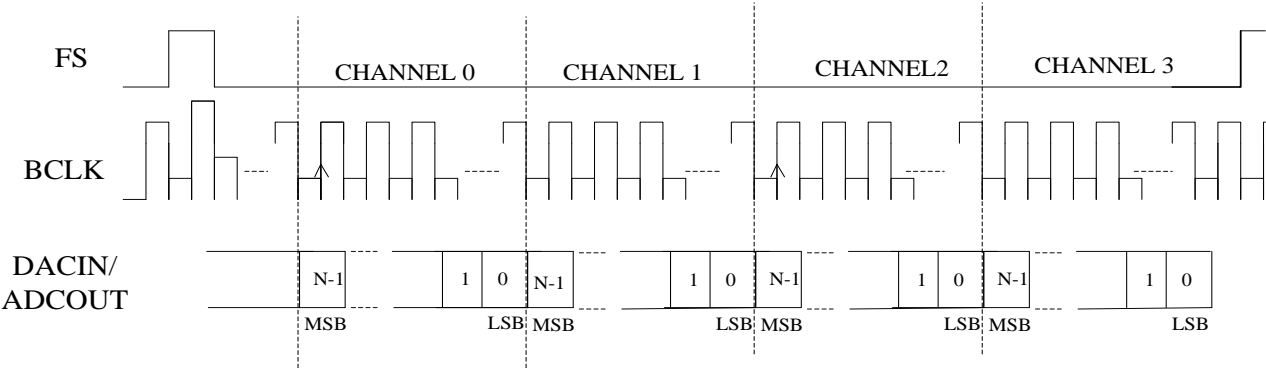 FS
CHANNEL 0
CHANNEL 1
CHANNEL2
CHANNEL 3
BCLK
DACIN/
ADCOUT
N-1 1 0 N-1 1 0 N-1 1 0 N-1 1 0
MSB LSB MSB LSB MSB LSB MSB LSB